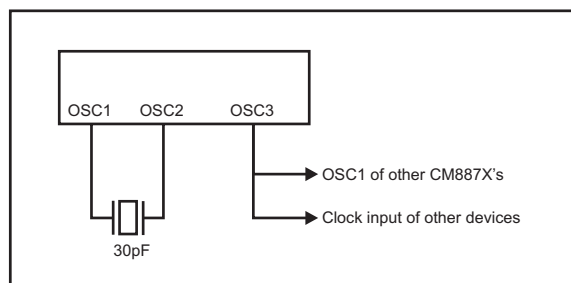 OSC1 OSC2 OSC3
OSC1 of other CM887X's
Clock input of other devices
30pF